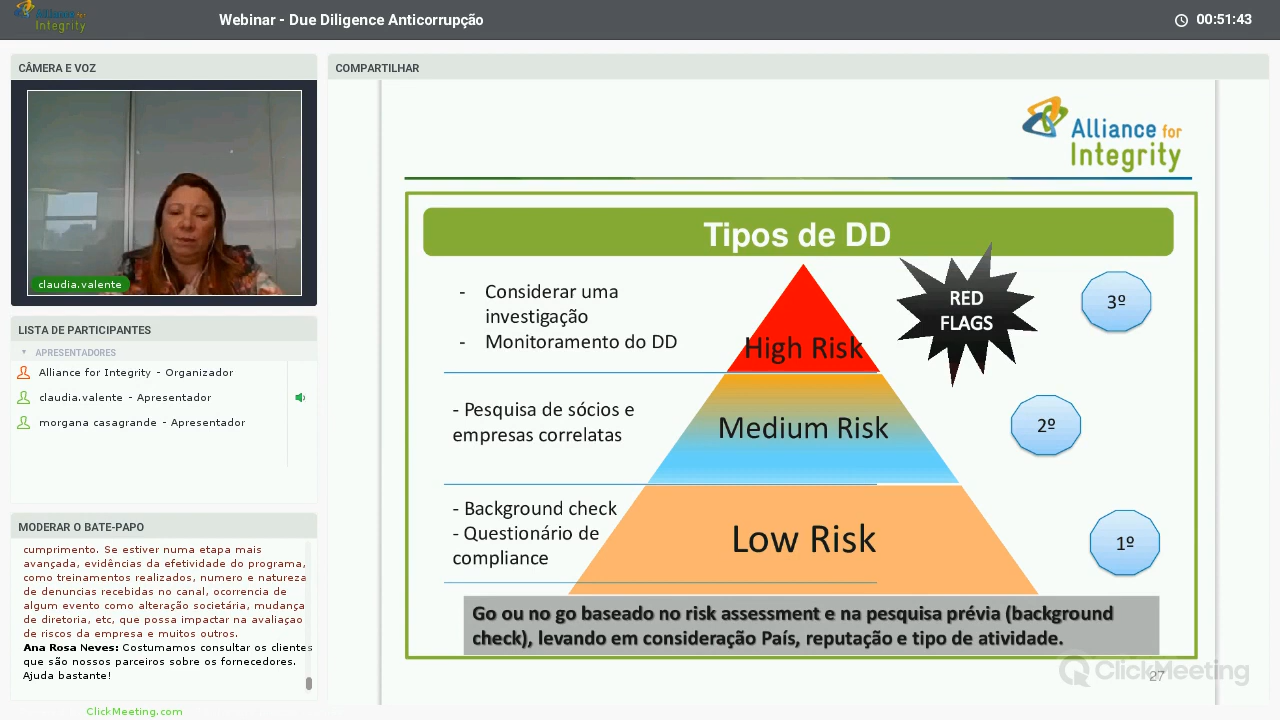 Alliance for
Integrity
Webinar - Due Diligence Anticorrupção
00:51:43
CÂMERA E VOZ
claudia.valente
LISTA DE PARTICIPANTES
APRESENTADORES
Alliance for Integrity - Organizador
claudia.valente - Apresentador
morgana casagrande - Apresentador
MODERAR O BATE-PAPO
cumprimento. Se estiver numa etapa mais
avançada, evidências da efetividade do programa,
como treinamentos realizados, numero e natureza
de denuncias recebidas no canal, ocorrencia de
algum evento como alteração societária, mudança
de diretoria, etc, que possa impactar na avaliaçao
de riscos da empresa e muitos outros.
Ana Rosa Neves: Costumamos consultar os clientes
que são nossos parceiros sobre os fornecedores.
Ajuda bastante!
ClickMeeting.com
COMPARTILHAR
Alliance for
Integrity
Tipos de DD
- Considerar uma
investigação
- Monitoramento do DD
High Risk
RED
FLAGS
3º
- Pesquisa de sócios e
empresas correlatas
Medium Risk
2º
- Background check
- Questionário de
compliance
Low Risk
1º
Go ou no go baseado no risk assessment e na pesquisa prévia (background
check), levando em consideração País, reputação e tipo de atividade.
ClickMeeting
27